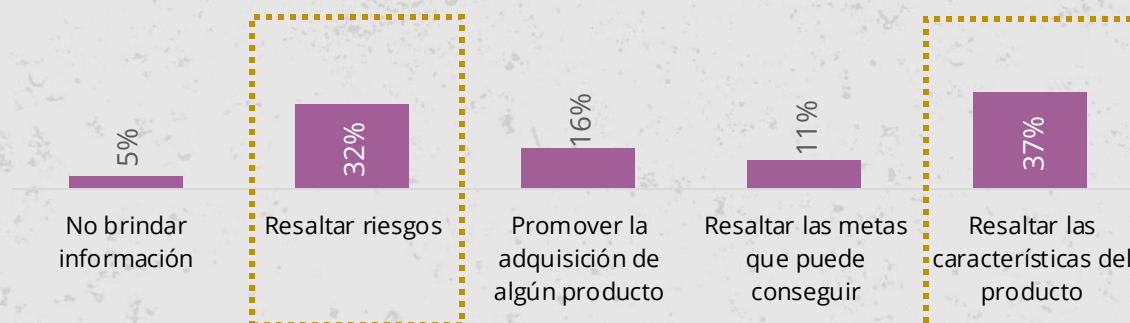 5%
32%
16%
11%
37%
No brindar
información
Resaltar riesgos
Promover la
adquisición de
algún producto
Resaltar las metas
que puede
conseguir
Resaltar las
características del
producto